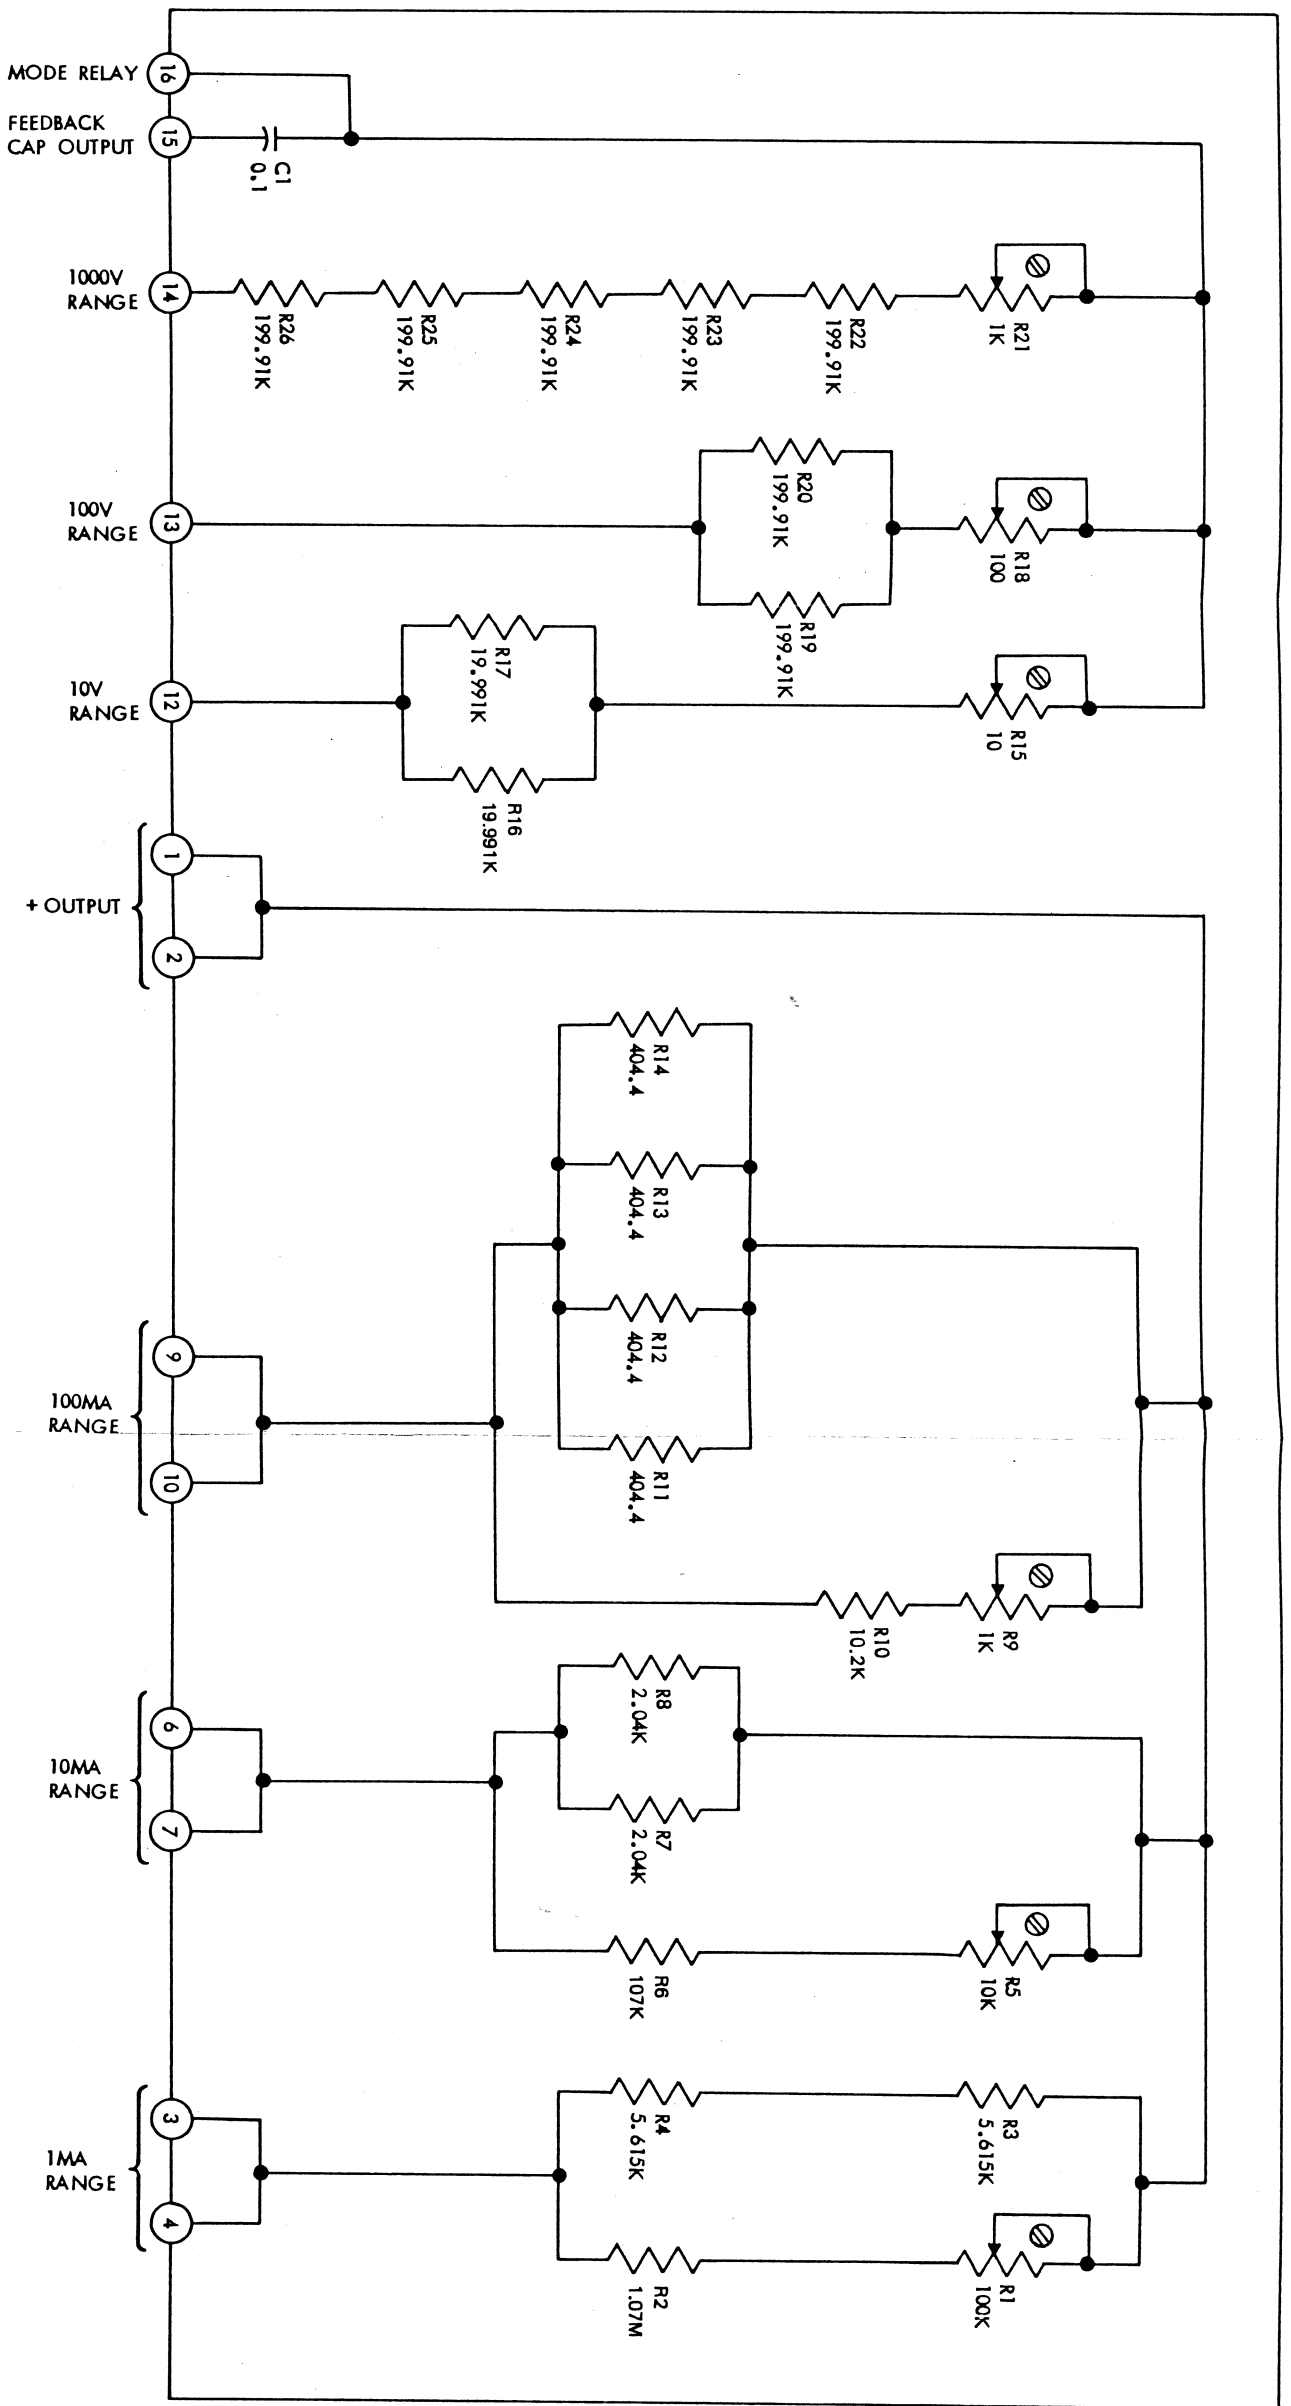 MODE RELAY
16
FEEDBACK
CAP OUTPUT
15
C1
0.1
1000V
RANGE
14
R26
199.91K
R25
199.91K
R24
199.91K
R23
199.91K
R22
199.91K
R21
1K
100V
RANGE
13
R20
199.91K
R19
199.91K
R18
100
10V
RANGE
12
R17
19.991K
R16
19.991K
R15
10
+ OUTPUT
1
2
R14
404.4
R13
404.4
R12
404.4
R11
404.4
100MA
RANGE
9
10
R10
10.2K
R9
1K
10MA
RANGE
6
7
R8
2.04K
R7
2.04K
R6
107K
R5
10K
1MA
RANGE
3
4
R4
5.615K
R3
5.615K
R2
1.07M
R1
100K